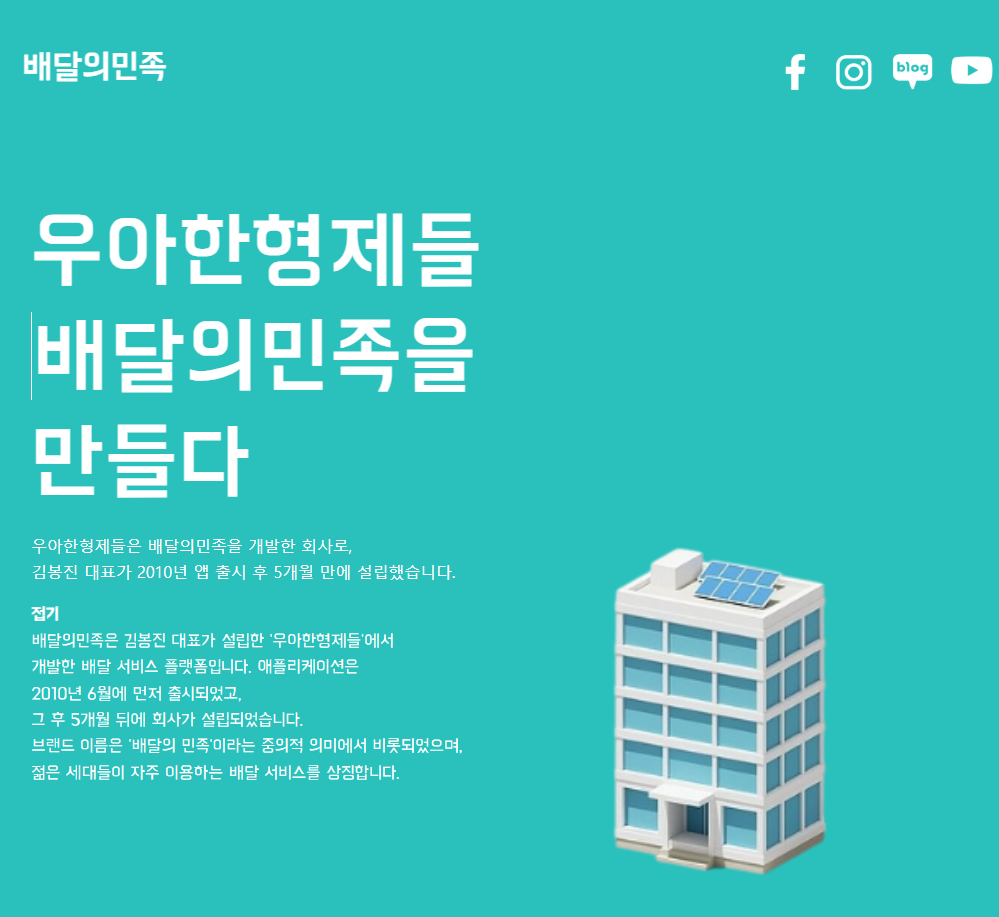 배달의민족
blog
우아한형제들
배달의민족을
만들다
우아한형제들은 배달의민족을 개발한 회사로,
김봉진 대표가 2010년 앱 출시 후 5개월 만에 설립했습니다.
접기
배달의민족은 김봉진 대표가 설립한 '우아한형제들'에서
개발한 배달 서비스 플랫폼입니다. 애플리케이션은
2010년 6월에 먼저 출시되었고,
그 후 5개월 뒤에 회사가 설립되었습니다.
브랜드 이름은 '배달의 민족'이라는 중의적 의미에서 비롯되었으며,
젊은 세대들이 자주 이용하는 배달 서비스를 상징합니다.